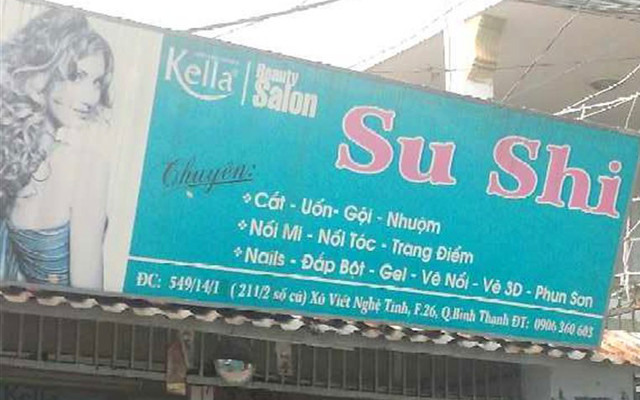 Kella Beauty Salon
Su Shi
Chuyên:
Cắt - Uốn- Gội - Nhuộm
Nối Mi - Nối Tóc - Trang Điểm
Nails - Đắp Bột - Gel - Vẽ Nổi - Vẽ 3D - Phun Sơn
ĐC: 549/14/1 ( 211/2 số cũ) Xô Viết Nghệ Tĩnh, F.26, Q.Bình Thạnh ĐT: 0906 360 603